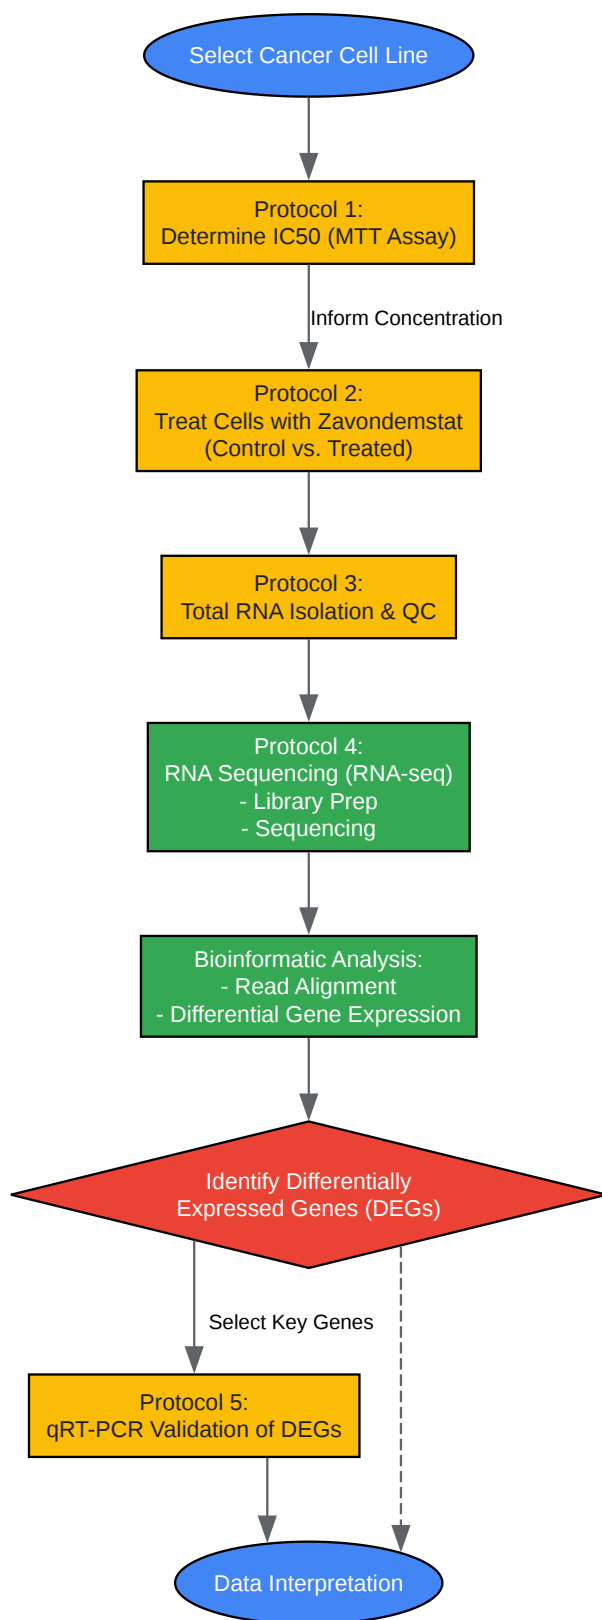 Select Cancer Cell Line
Protocol 1:
Determine IC50 (MTT Assay)
Inform Concentration
Protocol 2:
Treat Cells with Zavondemstat
(Control vs. Treated)
Protocol 3:
Total RNA Isolation & QC
Protocol 4:
RNA Sequencing (RNA-seq)
- Library Prep
- Sequencing
Bioinformatic Analysis:
- Read Alignment
- Differential Gene Expression
Identify Differentially
Expressed Genes (DEGs)
Select Key Genes
Protocol 5:
qRT-PCR Validation of DEGs
Data Interpretation